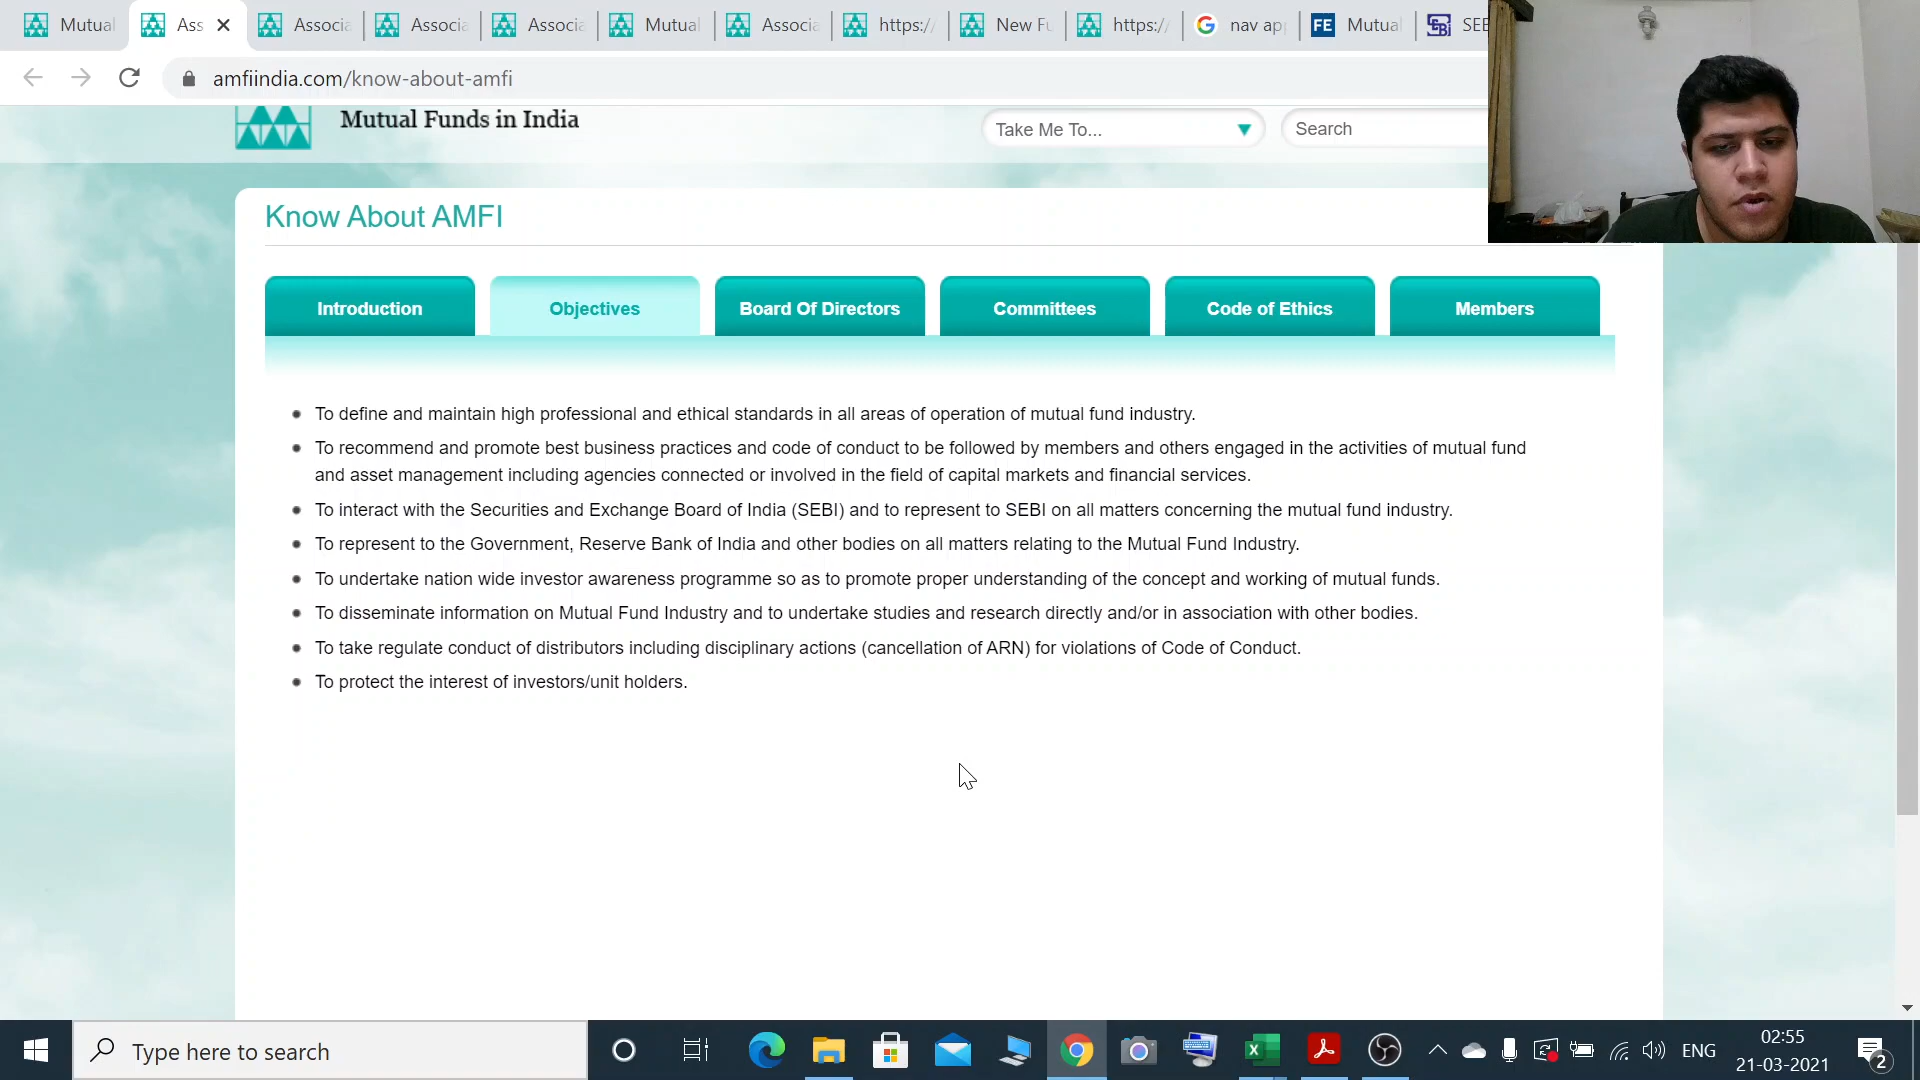 Mutual
Ass
Associa
Associa
Associa
Mutual
Associa
https:/
New Fu
https://
nav ap
FE
Mutual
SEB
amfiindia.com/know-about-amfi
Mutual Funds in India
Take Me To...
Search
Know About AMFI
Introduction
Objectives
Board Of Directors
Committees
Code of Ethics
Members
To define and maintain high professional and ethical standards in all areas of operation of mutual fund industry.
To recommend and promote best business practices and code of conduct to be followed by members and others engaged in the activities of mutual fund
and asset management including agencies connected or involved in the field of capital markets and financial services.
To interact with the Securities and Exchange Board of India (SEBI) and to represent to SEBI on all matters concerning the mutual fund industry.
To represent to the Government, Reserve Bank of India and other bodies on all matters relating to the Mutual Fund Industry.
To undertake nation wide investor awareness programme so as to promote proper understanding of the concept and working of mutual funds.
To disseminate information on Mutual Fund Industry and to undertake studies and research directly and/or in association with other bodies.
To take regulate conduct of distributors including disciplinary actions (cancellation of ARN) for violations of Code of Conduct.
To protect the interest of investors/unit holders.
Type here to search
ENG
02:55
21-03-2021
2